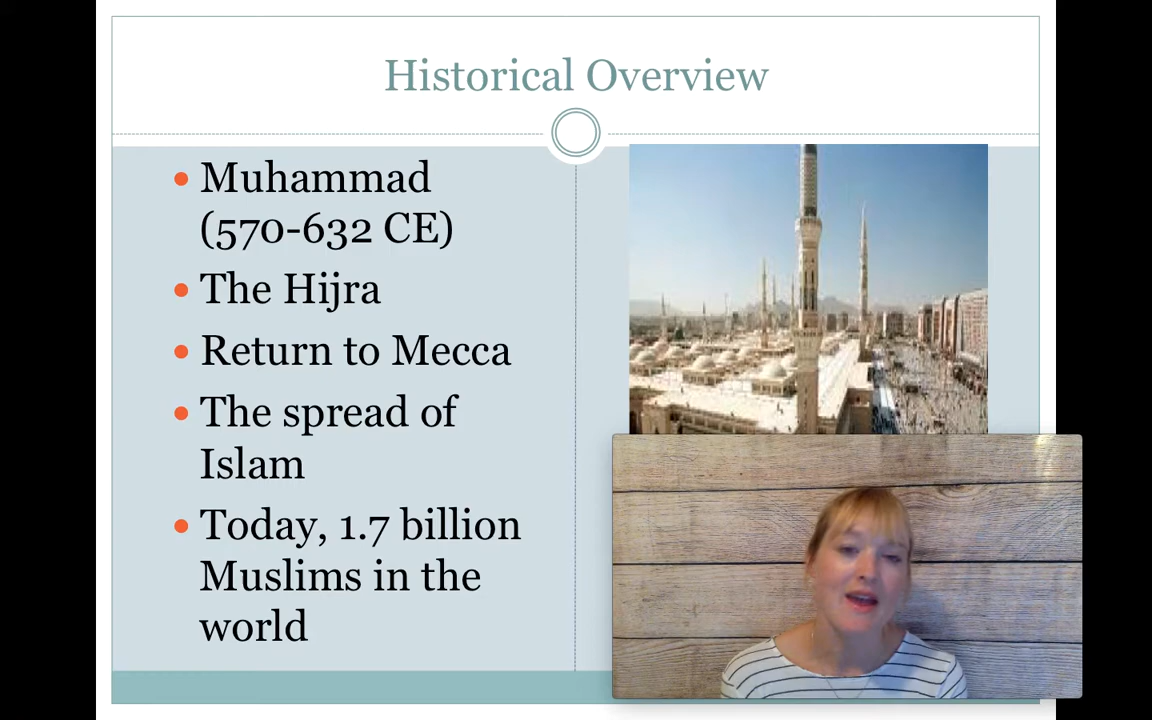 Historical Overview
Muhammad
(570-632 CE)
The Hijra
Return to Mecca
The spread of
Islam
Today, 1.7 billion
Muslims in the
world